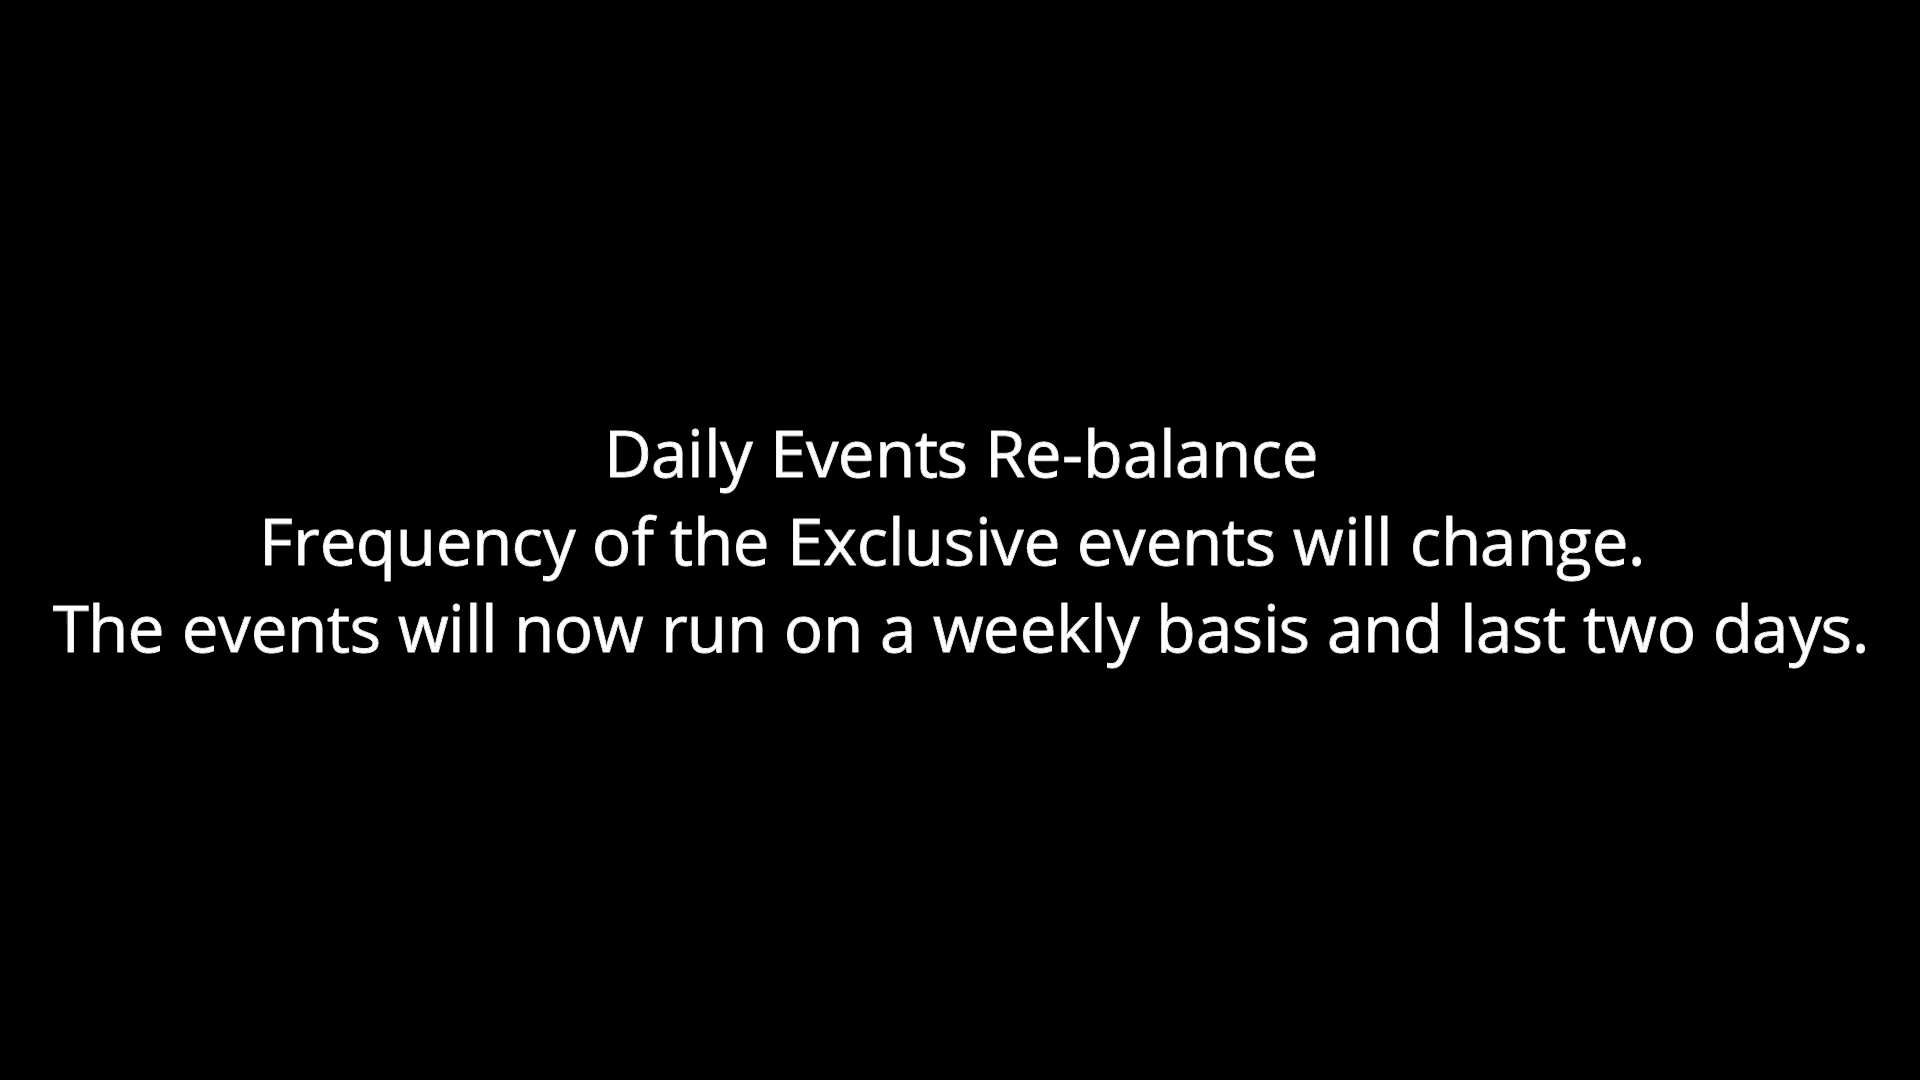 Daily Events Re-balance
Frequency of the Exclusive events will change.
The events will now run on a weekly basis and last two days.